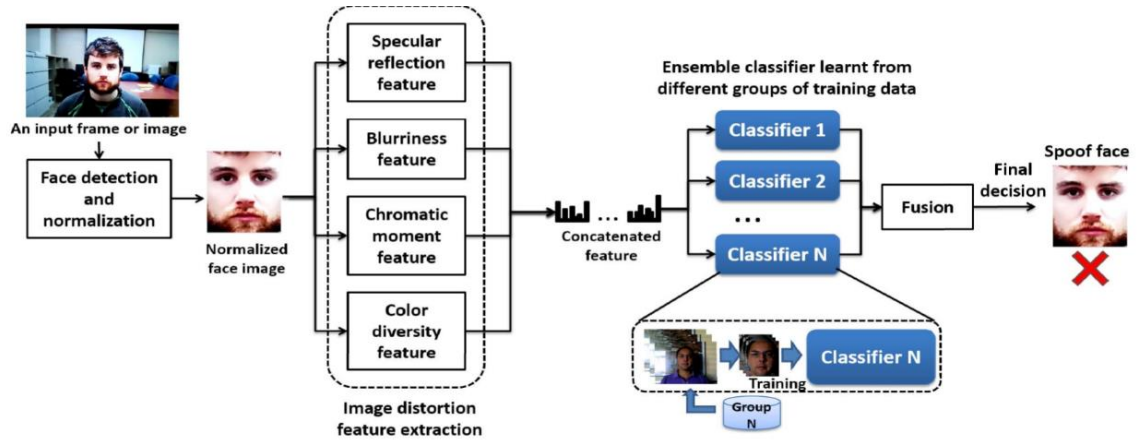 An input frame or image
Face detection
and
normalization
Normalized
face image
Specular
reflection
feature
Blurriness
feature
Chromatic
moment
feature
Color
diversity
feature
Image distortion
feature extraction
...
Concatenated
feature
Ensemble classifier learnt from
different groups of training data
Classifier 1
Classifier 2
...
Classifier N
Training
Classifier N
Group
N
Fusion
Final
decision
Spoof face